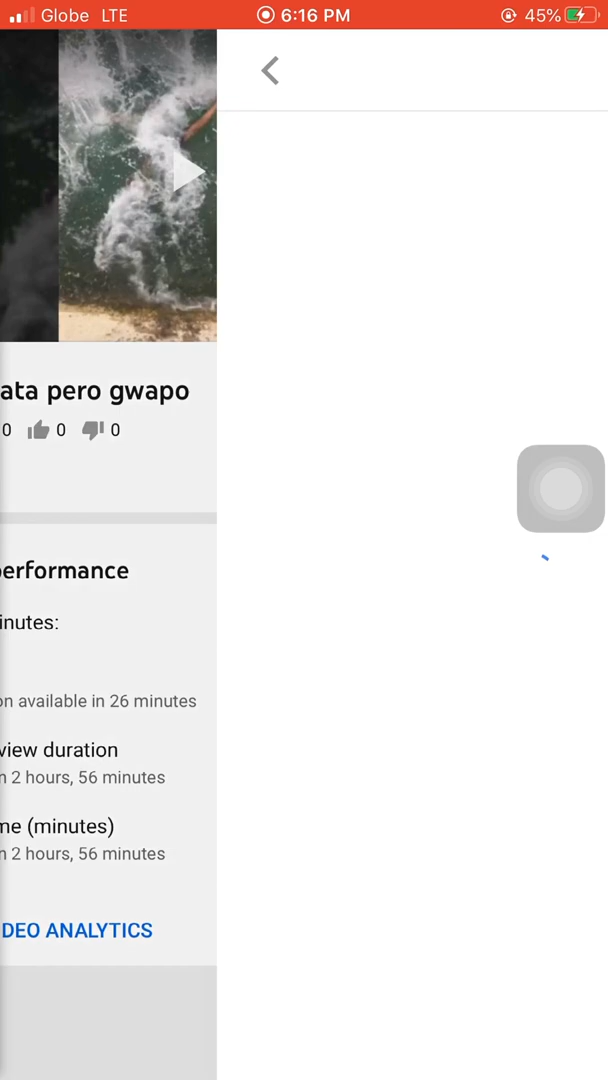 Globe LTE 6:16 PM 45%
ata pero gwapo
0 0 0
erformance
inutes:
on available in 26 minutes
view duration
n 2 hours, 56 minutes
me (minutes)
n 2 hours, 56 minutes
DEO ANALYTICS